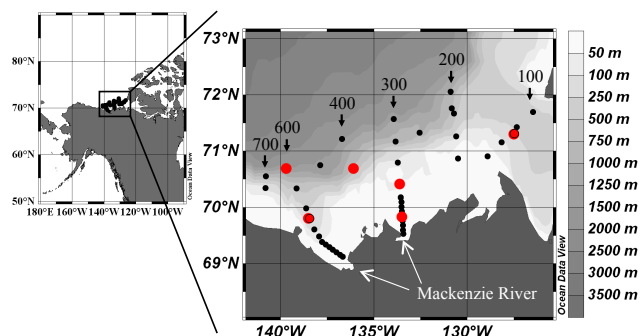 90°N
80°N
70°N
60°N
50°N
180°E 160°W 140°W 120°W 100°W
Ocean Data View
73°N
72°N
71°N
70°N
69°N
140°W 135°W 130°W
700
600
400
300
200
100
Mackenzie River
Ocean Data View
50 m
100 m
250 m
500 m
750 m
1000 m
1250 m
1500 m
1750 m
2000 m
2500 m
3000 m
3500 m